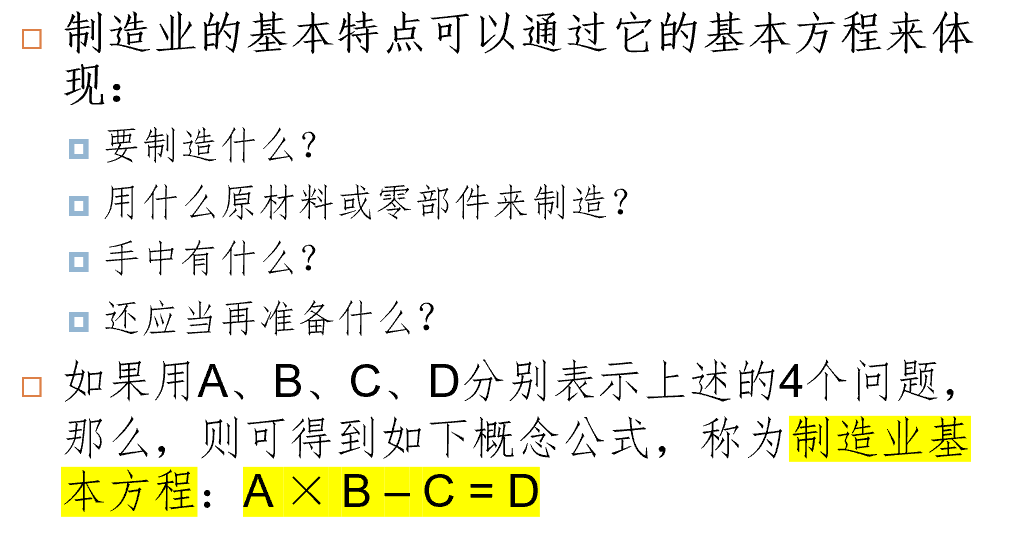 制造业的基本特点可以通过它的基本方程来体
现：
要制造什么？
用什么原材料或零部件来制造？
手中有什么？
还应当再准备什么？
如果用A、B、C、D分别表示上述的4个问题，
那么，则可得到如下概念公式，称为制造业基
本方程：A × B – C = D